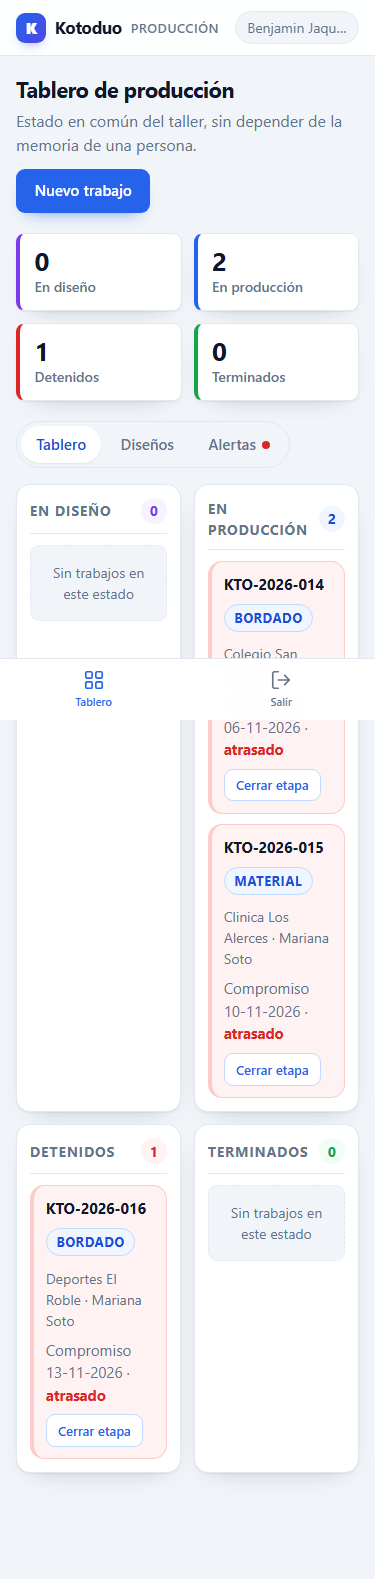 K Kotoduo PRODUCCIÓN Benjamin Jaqu...
Tablero de producción
Estado en común del taller, sin depender de la
memoria de una persona.
Nuevo trabajo
0
En diseño
2
En producción
1
Detenidos
0
Terminados
Tablero Diseños Alertas
EN DISEÑO 0
Sin trabajos en
este estado
EN
PRODUCCIÓN 2
KTO-2026-014
BORDADO
Colegio San
Tablero
Salir
06-11-2026 ·
atrasado
Cerrar etapa
KTO-2026-015
MATERIAL
Clinica Los
Alerces · Mariana
Soto
Compromiso
10-11-2026 ·
atrasado
Cerrar etapa
DETENIDOS 1
KTO-2026-016
BORDADO
Deportes El
Roble · Mariana
Soto
Compromiso
13-11-2026 ·
atrasado
Cerrar etapa
TERMINADOS 0
Sin trabajos en
este estado